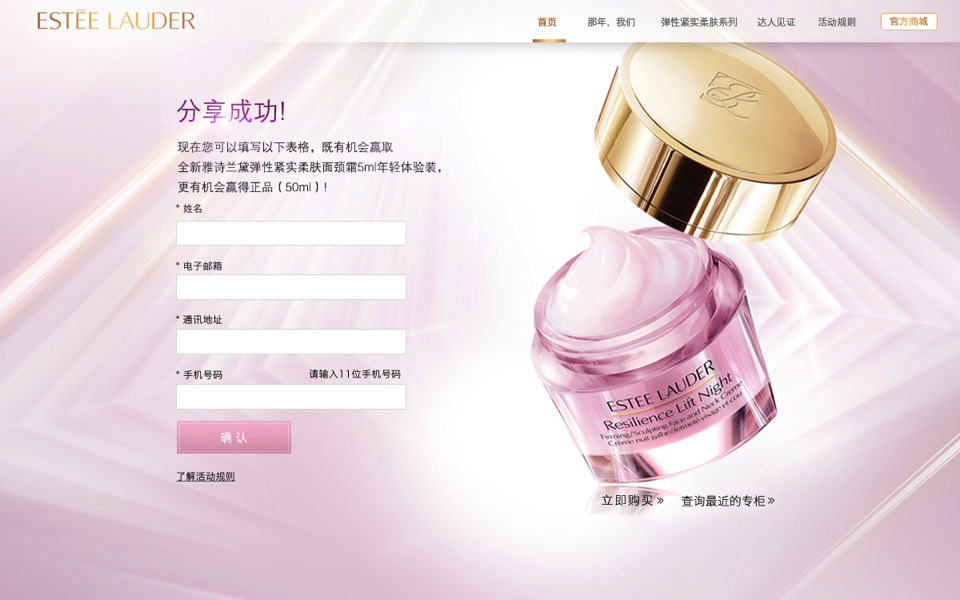 ESTĒE LAUDER
首页
那年，我们
弹性紧实柔肤系列
达人见证
活动规则
官方商城
分享成功!
现在您可以填写以下表格，既有机会赢取
全新雅诗兰黛弹性紧实柔肤面颈霜5ml年轻体验装，
更有机会赢得正品（50ml）!
* 姓名
* 电子邮箱
* 通讯地址
* 手机号码
请输入11位手机号码
确认
了解活动规则
ESTEE LAUDER
Resilience Lift Night
Firming/Sculpting Face and Neck Creme
Crème nuit galbe/fermeté visage et cou
立即购买 »
查询最近的专柜 »